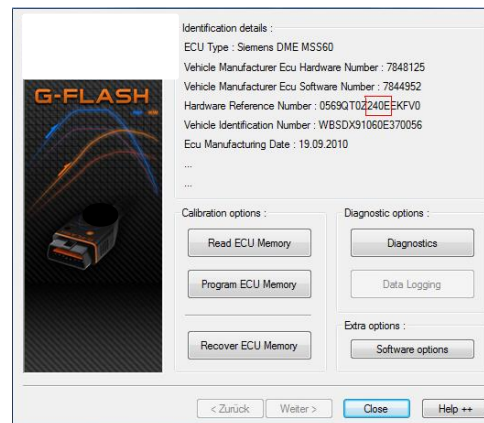 Identification details :
ECU Type : Siemens DME MSS60
Vehicle Manufacturer Ecu Hardware Number : 7848125
Vehicle Manufacturer Ecu Software Number : 7844952
Hardware Reference Number : 0569QT0Z240EEKFV0
Vehicle Identification Number : WBSDX91060E370056
Ecu Manufacturing Date : 19.09.2010
...
...
G-FLASH
Calibration options :
Read ECU Memory
Program ECU Memory
Recover ECU Memory
Diagnostic options :
Diagnostics
Data Logging
Extra options :
Software options
< Zurück
Weiter >
Close
Help ++